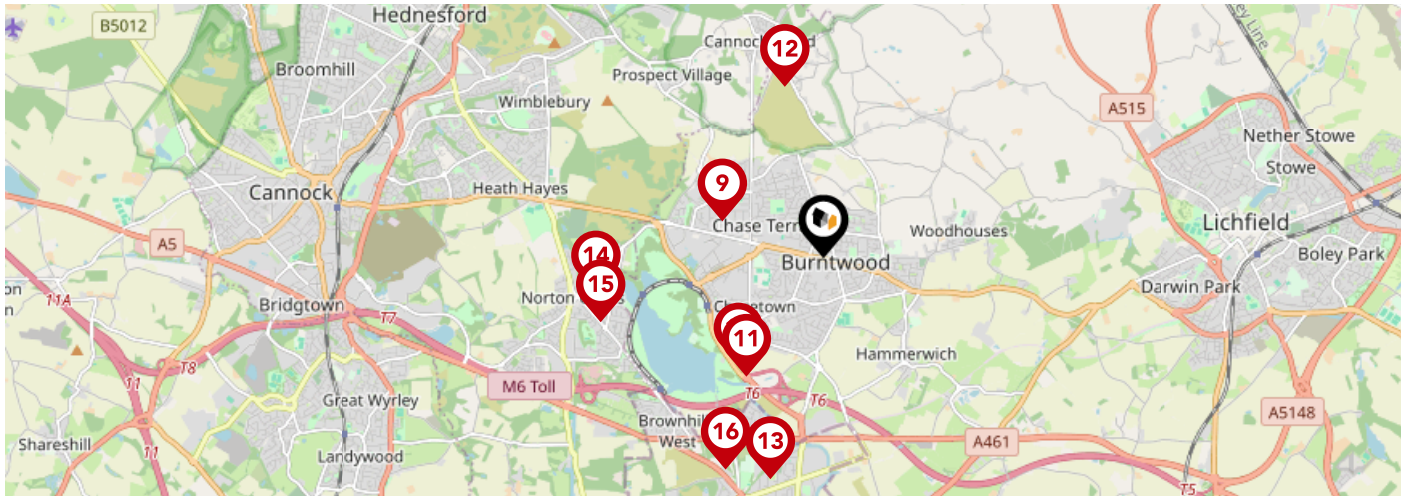 Hednesford
B5012
Cannoc
12
Broomhill
Prospect Village
Wimblebury
A515
Nether Stowe
Stowe
Cannock
Heath Hayes
9
Chase Terr
Woodhouses
Lichfield
A5
Burntwood
Boley Park
14
15
Norton
Darwin Park
11A
Bridgtown
T7
11
Hammerwich
T8
11
M6 Toll
T6
T6
Great Wyrley
Brownhi
West
16
13
A5148
Shareshill
11
Landywood
A461
T5